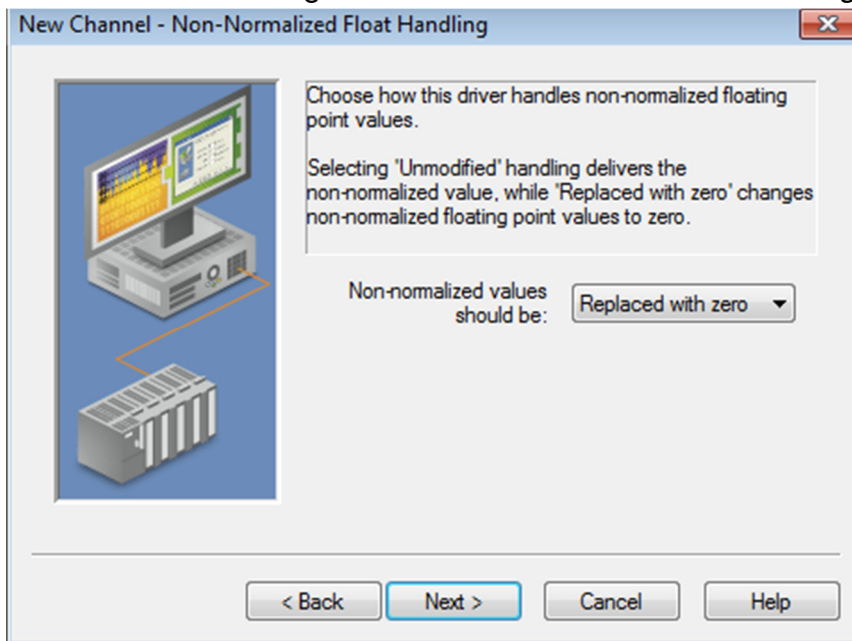 New Channel - Non-Normalized Float Handling
Choose how this driver handles non-normalized floating
point values.
Selecting 'Unmodified' handling delivers the
non-normalized value, while 'Replaced with zero' changes
non-normalized floating point values to zero.
Non-normalized values
should be:
Replaced with zero
< Back
Next >
Cancel
Help